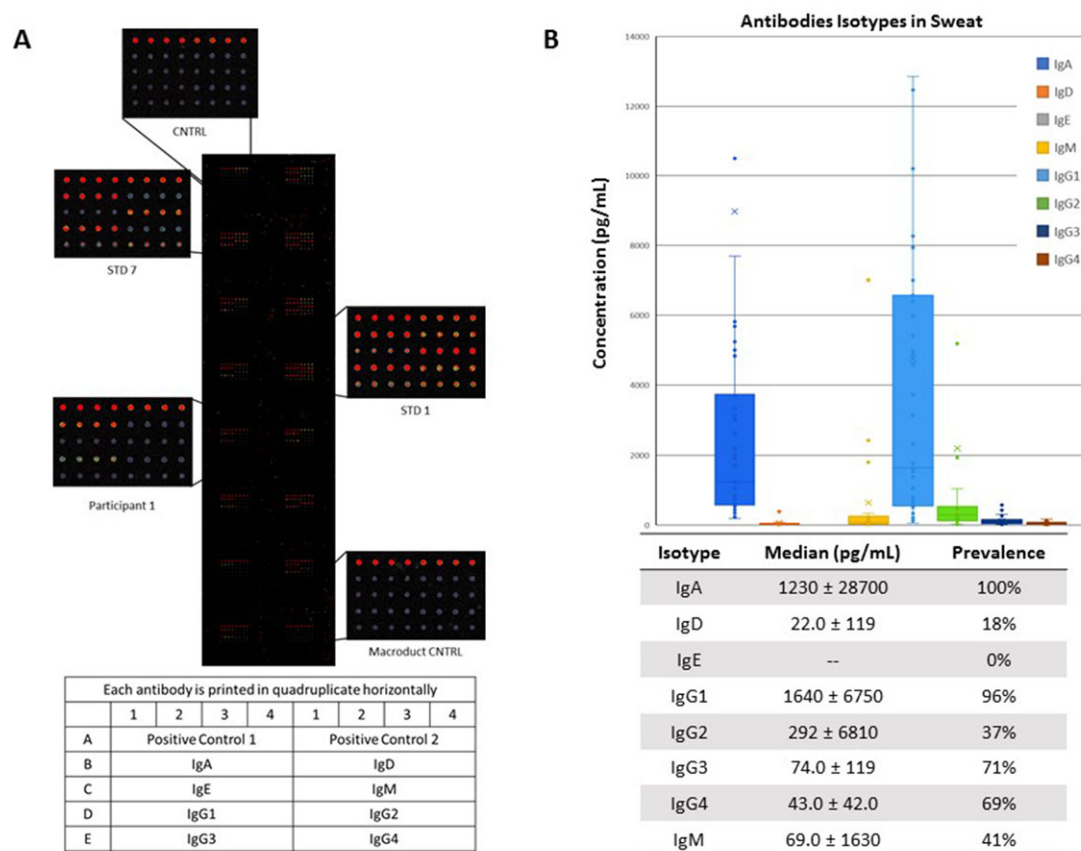 A
CNTRL
STD 7
STD 1
Participant 1
Macroduct CNTRL
Each antibody is printed in quadruplicate horizontally
1 2 3 4 1 2 3 4
A Positive Control 1 Positive Control 2
B IgA IgD
C IgE IgM
D IgG1 IgG2
E IgG3 IgG4
B
Antibodies Isotypes in Sweat
Concentration (pg/mL)
14000
12000
10000
8000
6000
4000
2000
0
IgA
IgD
IgE
IgM
IgG1
IgG2
IgG3
IgG4
Isotype Median (pg/mL) Prevalence
IgA 1230 ± 28700 100%
IgD 22.0 ± 119 18%
IgE -- 0%
IgG1 1640 ± 6750 96%
IgG2 292 ± 6810 37%
IgG3 74.0 ± 119 71%
IgG4 43.0 ± 42.0 69%
IgM 69.0 ± 1630 41%